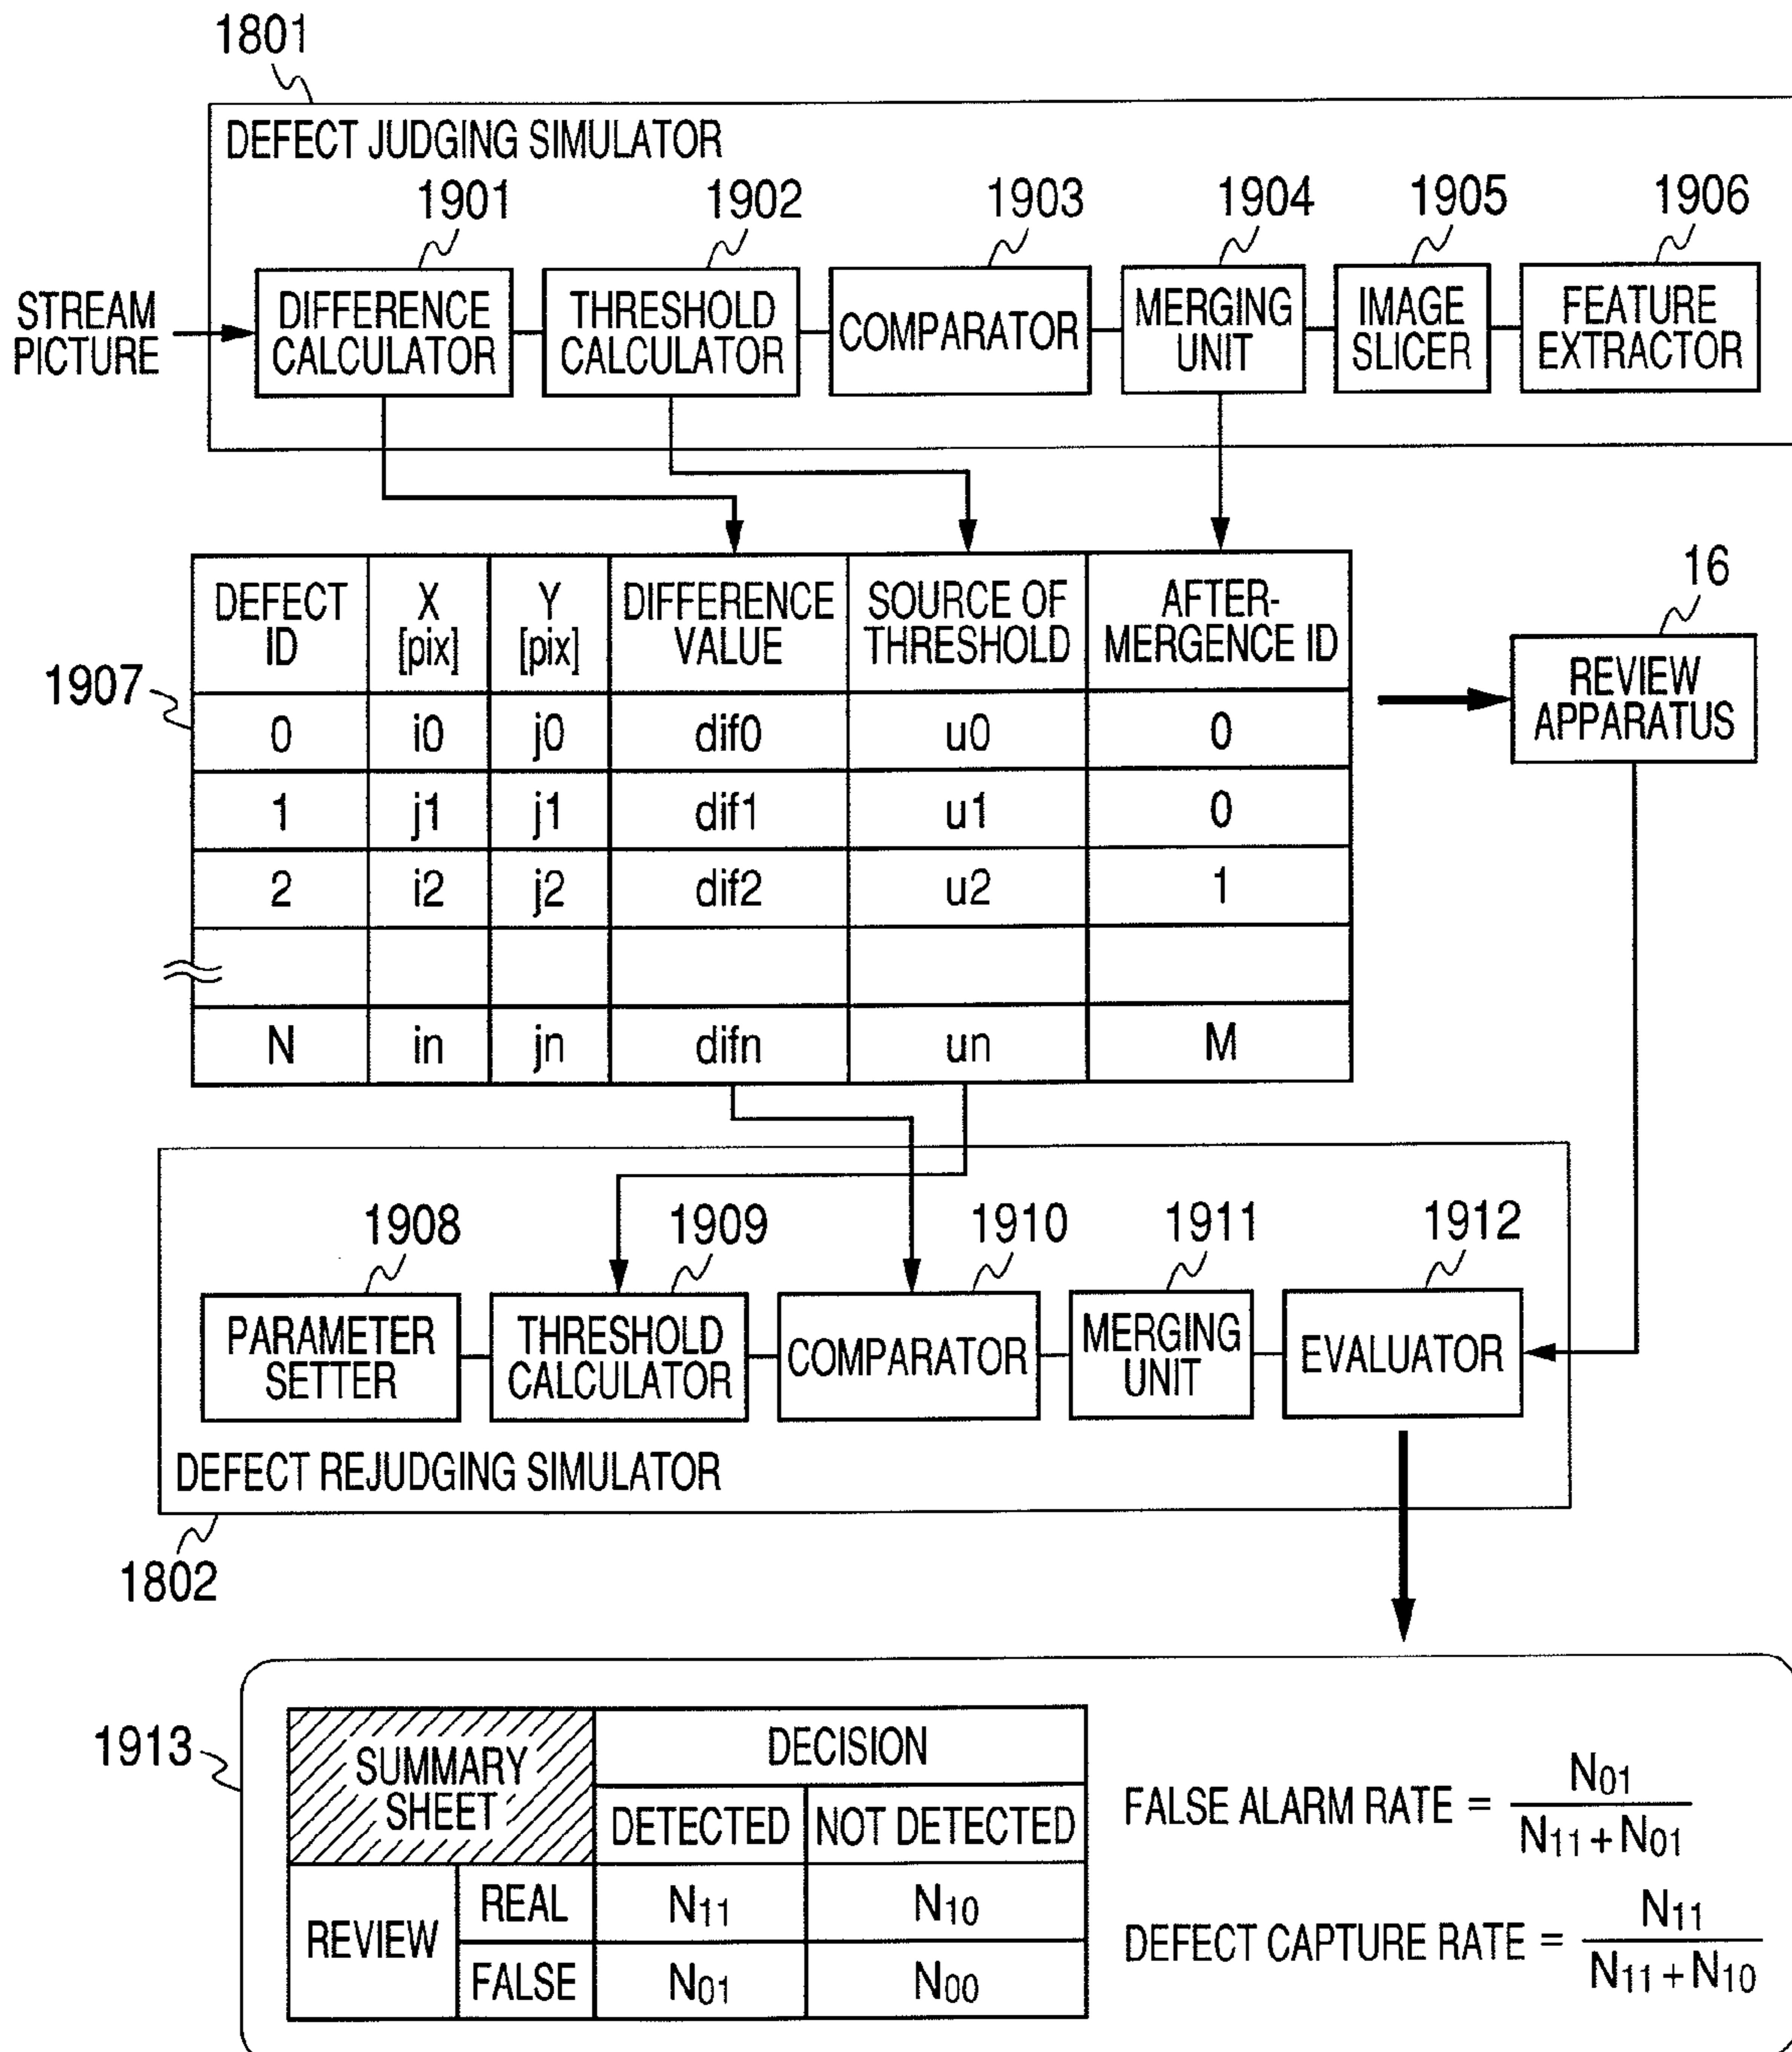 1801
DEFECT JUDGING SIMULATOR
1901
1902
1903
1904
1905
1906
STREAM
PICTURE
DIFFERENCE
CALCULATOR
THRESHOLD
CALCULATOR
COMPARATOR
MERGING
UNIT
IMAGE
SLICER
FEATURE
EXTRACTOR
DEFECT
ID
X
[pix]
Y
[pix]
DIFFERENCE
VALUE
SOURCE OF
THRESHOLD
AFTER-
MERGENCE ID
0 i0 j0 dif0 u0 0
1 j1 j1 dif1 u1 0
2 i2 j2 dif2 u2 1
N in jn difn un M
1907
16
REVIEW
APPARATUS
1908
1909
1910
1911
1912
PARAMETER
SETTER
THRESHOLD
CALCULATOR
COMPARATOR
MERGING
UNIT
EVALUATOR
DEFECT REJUDGING SIMULATOR
1802
1913
SUMMARY
SHEET
DECISION
DETECTED NOT DETECTED
REVIEW
REAL N11 N10
FALSE N01 N00
FALSE ALARM RATE = N01
N11 + N01
DEFECT CAPTURE RATE = N11
N11 + N10